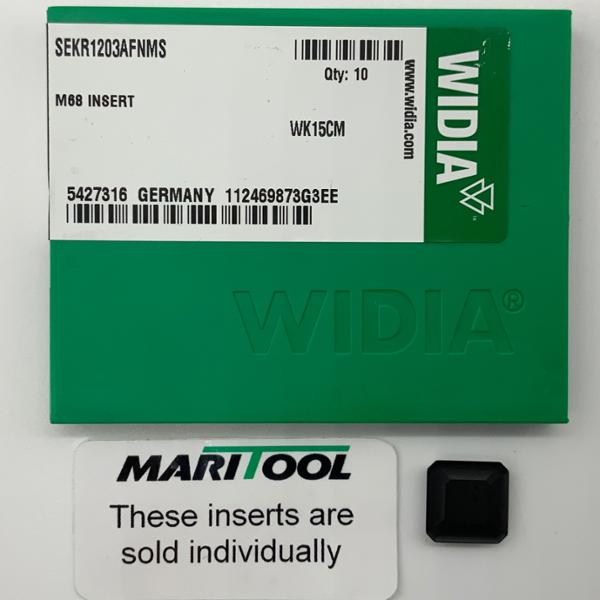 SEKR1203AFNMS
Qty: 10
M68 INSERT
WK15CM
5427316 GERMANY 112469873G3EE
www.widia.com
WIDIA
WIDIA®
MARITOOL
These inserts are
sold individually